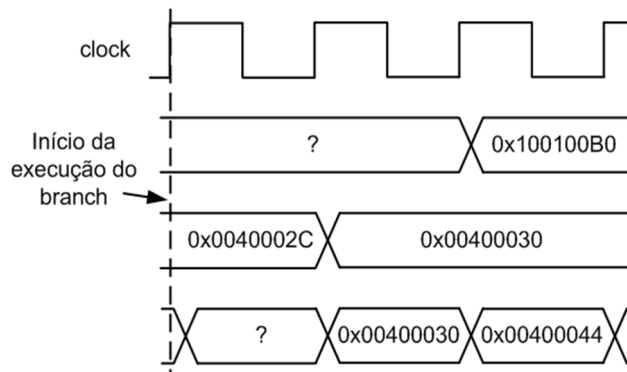 clock
? 0x100100B0
Início da
execução do
branch
0x0040002C 0x00400030
? 0x00400030 0x00400044